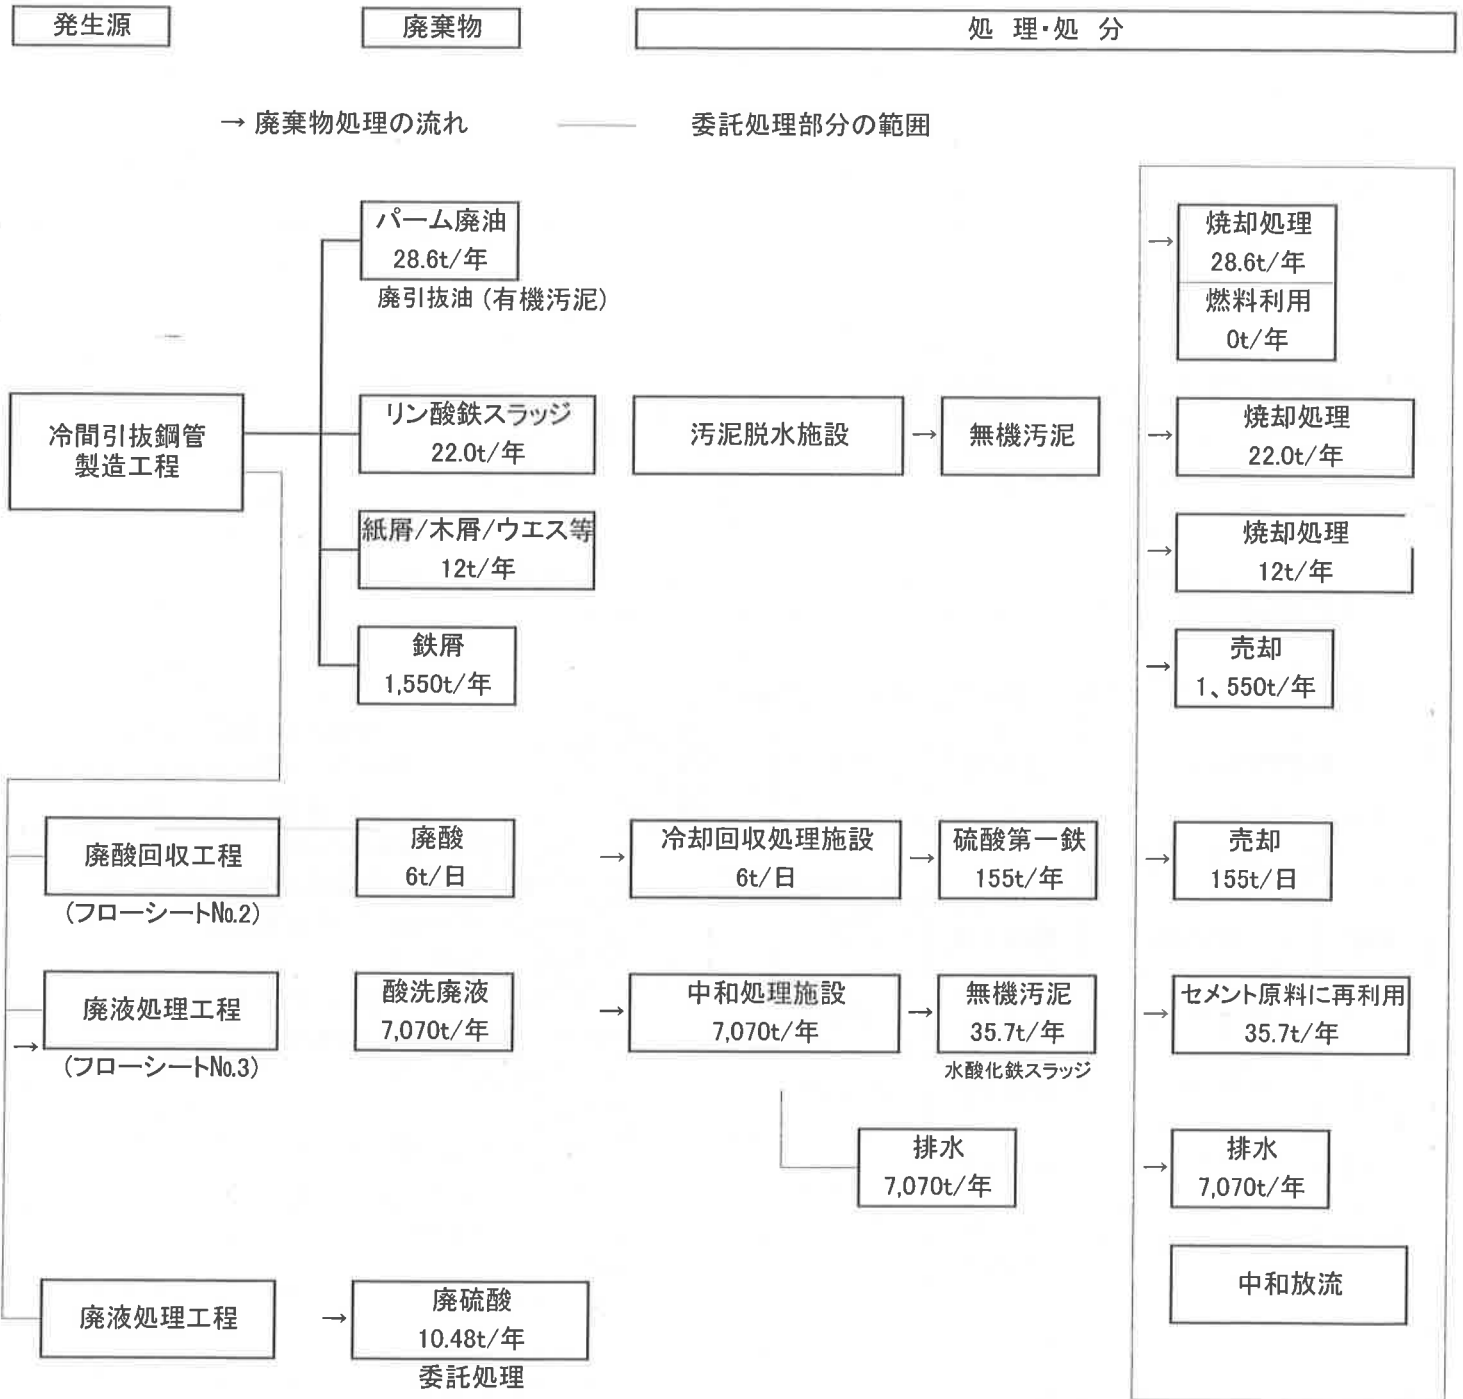 発生源
廃棄物
処 理・処 分
→ 廃棄物処理の流れ
委託処理部分の範囲
パーム廃油
28.6t/年
廃引抜油 (有機汚泥)
→
焼却処理
28.6t/年
燃料利用
0t/年
冷間引抜鋼管
製造工程
リン酸鉄スラッジ
22.0t/年
汚泥脱水施設
→
無機汚泥
→
焼却処理
22.0t/年
紙屑/木屑/ウエス等
12t/年
→
焼却処理
12t/年
鉄屑
1,550t/年
→
売却
1、550t/年
廃酸回収工程
(フローシート№2)
廃酸
6t/日
→
冷却回収処理施設
6t/日
→
硫酸第一鉄
155t/年
→
売却
155t/日
→
廃液処理工程
(フローシート№3)
酸洗廃液
7,070t/年
→
中和処理施設
7,070t/年
→
無機汚泥
35.7t/年
水酸化鉄スラッジ
→
セメント原料に再利用
35.7t/年
排水
7,070t/年
→
排水
7,070t/年
中和放流
廃液処理工程
→
廃硫酸
10.48t/年
委託処理